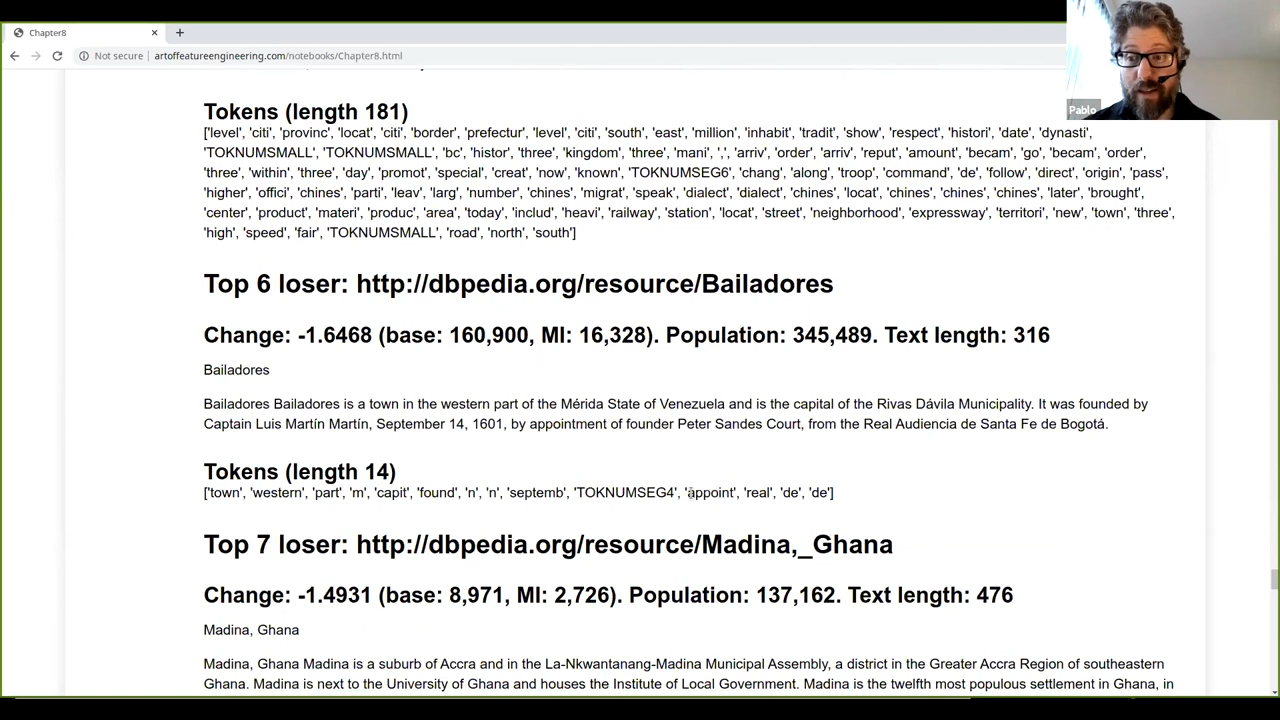 Chapter8
Not secure
artoffeatureengineering.com/notebooks/Chapter8.html
Pablo
Tokens (length 181)
['level', 'citi', 'provinc', 'locat', 'citi', 'border', 'prefectur', 'level', 'citi', 'south', 'east', 'million', 'inhabit', 'tradit', 'show', 'respect', 'histori', 'date', 'dynasti',
'TOKNUMSMALL', 'TOKNUMSMALL', 'bc', 'histor', 'three', 'kingdom', 'three', 'mani', ',', 'arriv', 'order', 'arriv', 'reput', 'amount', 'becam', 'go', 'becam', 'order',
'three', 'within', 'three', 'day', 'promot', 'special', 'creat', 'now', 'known', 'TOKNUMSEG6', 'chang', 'along', 'troop', 'command', 'de', 'follow', 'direct', 'origin', 'pass',
'higher', 'offici', 'chines', 'parti', 'leav', 'larg', 'number', 'chines', 'migrat', 'speak', 'dialect', 'dialect', 'chines', 'locat', 'chines', 'chines', 'chines', 'later', 'brought',
'center', 'product', 'materi', 'produc', 'area', 'today', 'includ', 'heavi', 'railway', 'station', 'locat', 'street', 'neighborhood', 'expressway', 'territori', 'new', 'town', 'three',
'high', 'speed', 'fair', 'TOKNUMSMALL', 'road', 'north', 'south']
Top 6 loser: http://dbpedia.org/resource/Bailadores
Change: -1.6468 (base: 160,900, MI: 16,328). Population: 345,489. Text length: 316
Bailadores
Bailadores Bailadores is a town in the western part of the Mérida State of Venezuela and is the capital of the Rivas Dávila Municipality. It was founded by
Captain Luis Martín Martín, September 14, 1601, by appointment of founder Peter Sandes Court, from the Real Audiencia de Santa Fe de Bogotá.
Tokens (length 14)
['town', 'western', 'part', 'm', 'capit', 'found', 'n', 'n', 'septemb', 'TOKNUMSEG4', 'appoint', 'real', 'de', 'de']
Top 7 loser: http://dbpedia.org/resource/Madina,_Ghana
Change: -1.4931 (base: 8,971, MI: 2,726). Population: 137,162. Text length: 476
Madina, Ghana
Madina, Ghana Madina is a suburb of Accra and in the La-Nkwantanang-Madina Municipal Assembly, a district in the Greater Accra Region of southeastern
Ghana. Madina is next to the University of Ghana and houses the Institute of Local Government. Madina is the twelfth most populous settlement in Ghana, in